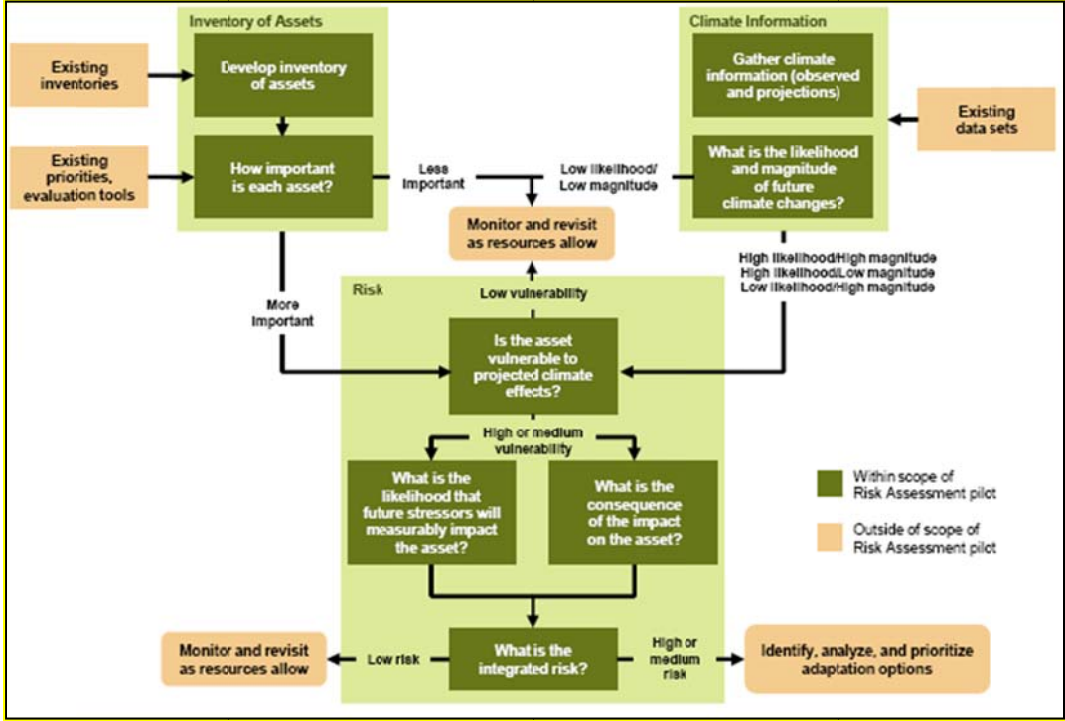 Inventory of Assets
Climate Information
Existing
inventories
Develop inventory
of assets
Gather climate
information (observed
and projections)
Existing
data sets
Existing
priorities,
evaluation tools
How important
is each asset?
Less
Important
Low likelihood/
Low magnitude
What is the likelihood
and magnitude
of future
climate changes?
Monitor and revisit
as resources allow
High likelihood/High magnitude
High likelihood/Low magnitude
Low likelihood/High magnitude
More
Important
Risk
Low vulnerability
Is the asset
vulnerable to
projected climate
effects?
High or medium
vulnerability
What is the
likelihood that
future stressors will
measurably impact
the asset?
What is the
consequence
of the impact
on the asset?
Within scope of
Risk Assessment pilot
Outside of scope of
Risk Assessment pilot
Monitor and revisit
as resources allow
Low risk
What is the
integrated risk?
High or
medium
risk
Identify, analyze, and prioritize
adaptation options